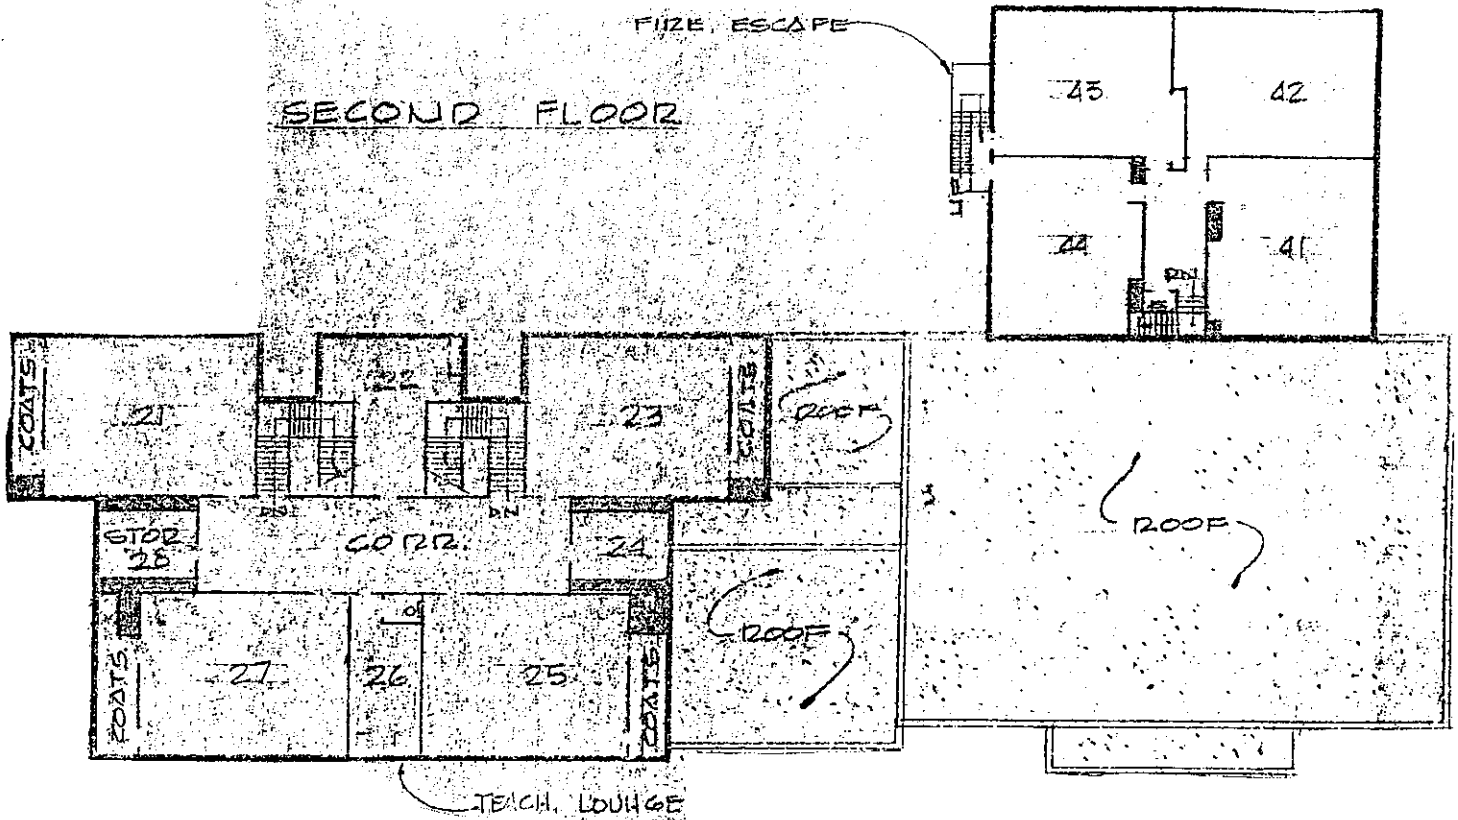 FIRE ESCAPE
SECOND FLOOR
43
42
44
41
DN
COATS
21
22
23
COATS
ROOF
DN
DN
STOR
28
CORR.
24
ROOF
ROOF
COATS
27
26
25
COATS
TEACH. LOUNGE